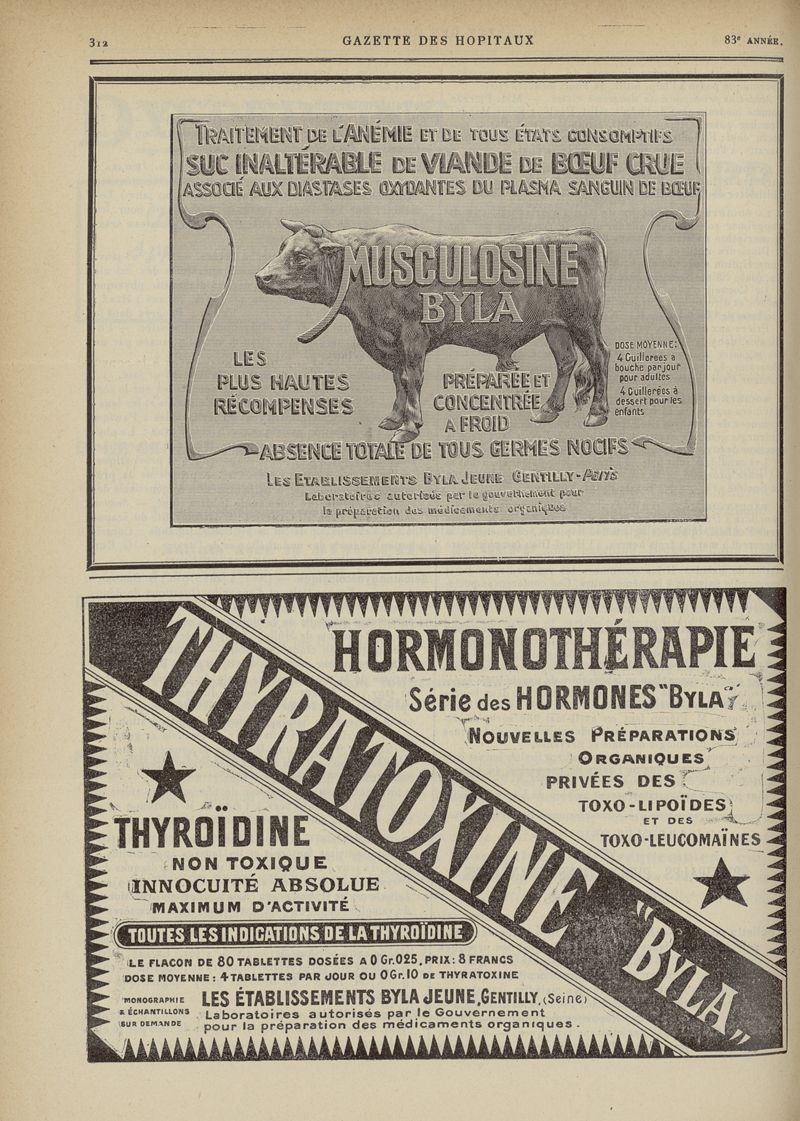 312
GAZETTE DES HOPITAUX
83e ANNÉE.
TRAITEMENT DE L'ANÉMIE ET DE TOUS ÉTATS CONSOMPTIFS
SUC INALTÉRABLE DE VIANDE DE BŒUF CRUE
ASSOCIÉ AUX DIASTASES OXYDANTES DU PLASMA SANGUIN DE BŒUF
MUSCULOSINE
BYLA
LES
PLUS HAUTES
RÉCOMPENSES
PRÉPARÉE ET
CONCENTRÉE
A FROID
DOSE MOYENNE:
4 Cuillerées à
bouche par jour
pour adultes
4 Cuillerées à
dessert pour les
enfants
ABSENCE TOTALE DE TOUS GERMES NOCIFS
LES ETABLISSEMENTS BYLA JEUNE GENTILLY-Paris
Laboratoires autorisés par le gouvernement pour
la préparation des médicaments organiques
HORMONOTHÉRAPIE
Série des HORMONES "BYLA"
NOUVELLES PRÉPARATIONS
ORGANIQUES
PRIVÉES DES
TOXO-LIPOÏDES
ET DES
TOXO-LEUCOMAÏNES
THYRATOXINE "BYLA"
THYROÏDINE
NON TOXIQUE
INNOCUITÉ ABSOLUE
MAXIMUM D'ACTIVITÉ
TOUTES LES INDICATIONS DE LA THYROÏDINE
LE FLACON DE 80 TABLETTES DOSÉES A 0 Gr.025, PRIX: 8 FRANCS
DOSE MOYENNE: 4 TABLETTES PAR JOUR OU 0 Gr.10 DE THYRATOXINE
MONOGRAPHIE
& ÉCHANTILLONS
SUR DEMANDE
LES ÉTABLISSEMENTS BYLA JEUNE, GENTILLY, (Seine)
Laboratoires autorisés par le Gouvernement
pour la préparation des médicaments organiques.